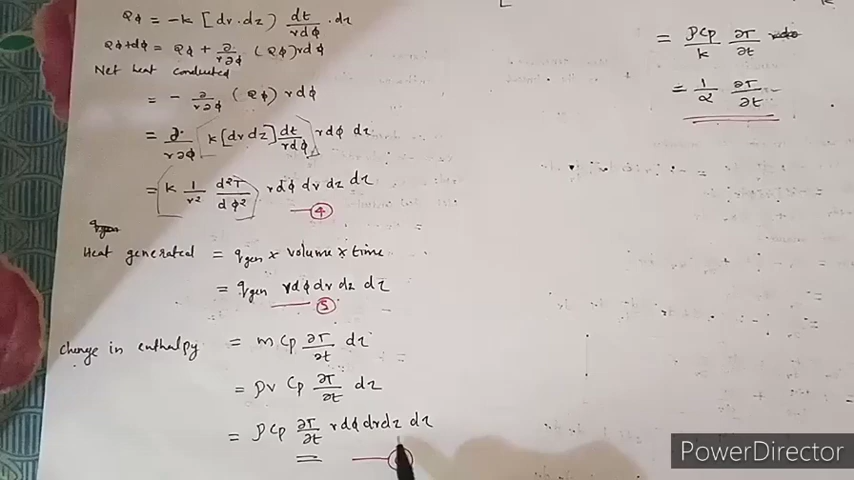 Qϕ = -k [dr.dz) dt/rdϕ . dτ
Qϕ+dϕ = Qϕ + ∂/r∂ϕ (Qϕ) rdϕ
Net heat conducted
= - ∂/r∂ϕ (Qϕ) rdϕ
= ∂/r∂ϕ (k [dr dz] dt/rdϕ) rdϕ dτ
= [k 1/r² d²T/dϕ²] rdϕ dr dz dτ
— 4
qgen
Heat generated = qgen x volume x time
= qgen rdϕ dr dz dτ
— 5
Change in enthalpy = m Cp ∂T/∂t dτ
= ρv Cp ∂T/∂t dτ
= ρCp ∂T/∂t rdϕ drdz dτ
= ρCp/k ∂T/∂t
= 1/α ∂T/∂t
PowerDirector